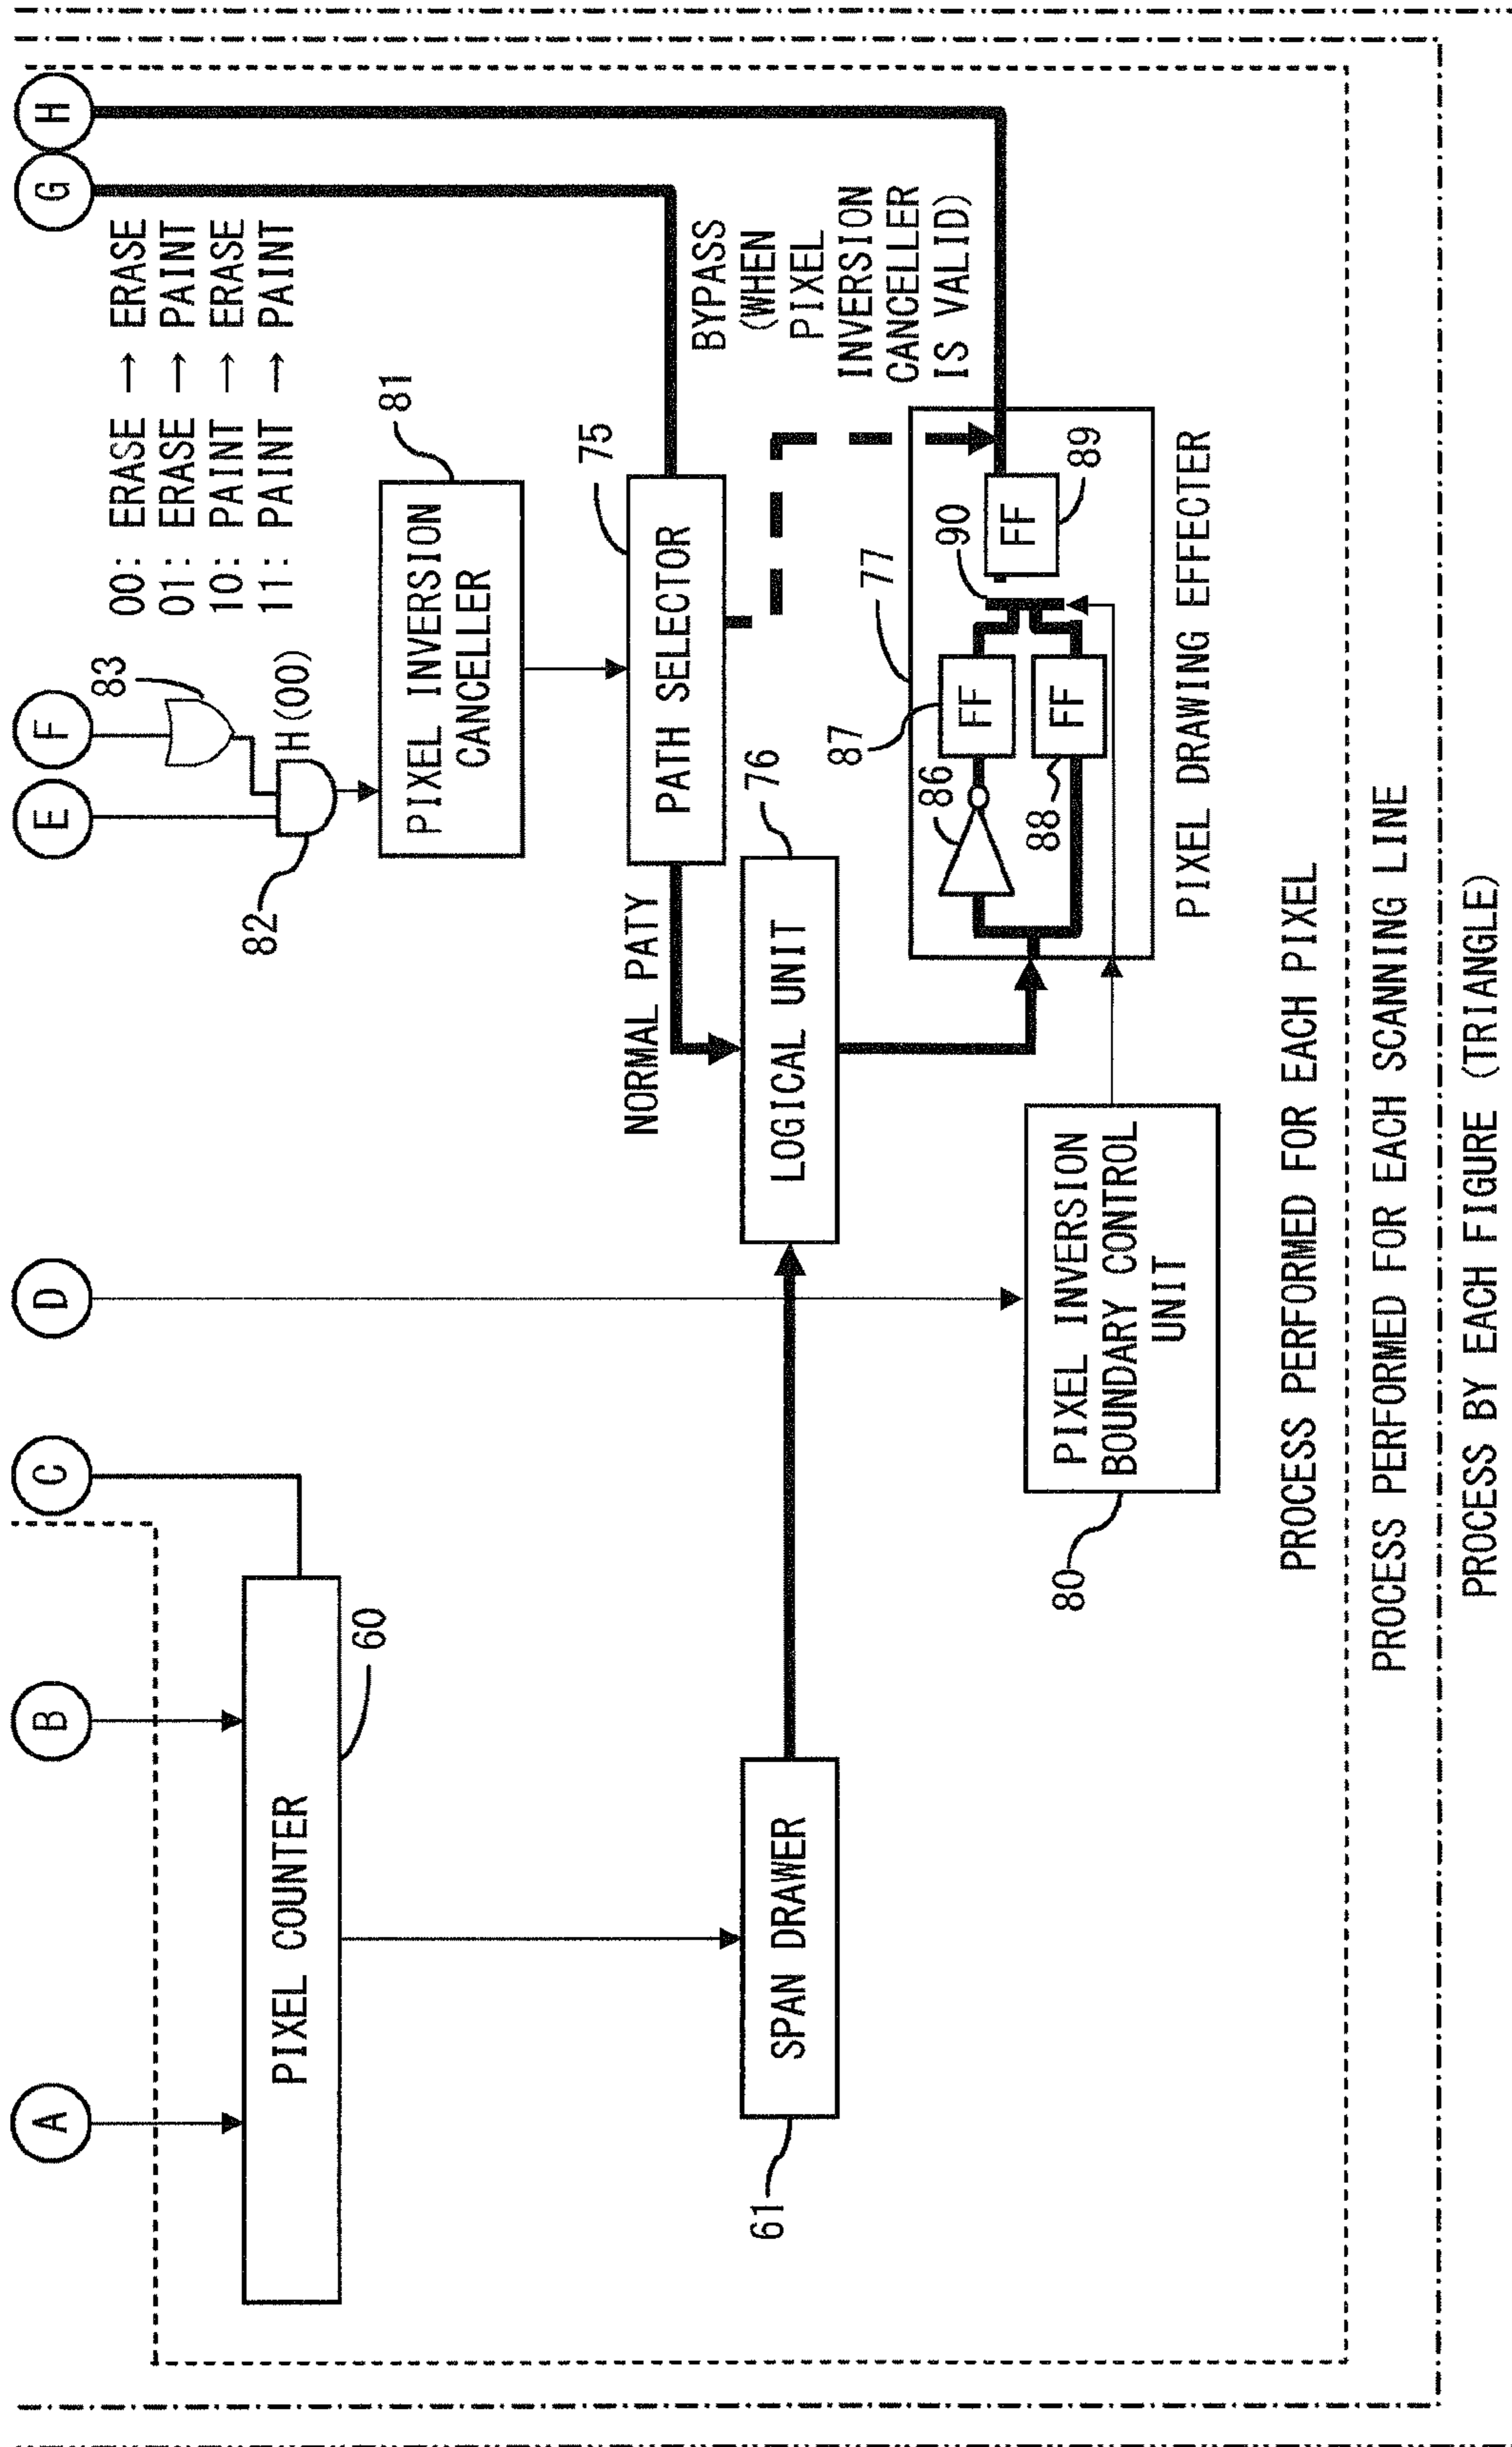 A
B
C
D
E
F
G
H
00: ERASE → ERASE
01: ERASE → PAINT
10: PAINT → ERASE
11: PAINT → PAINT
83
H(00)
82
PIXEL COUNTER
60
PIXEL INVERSION
CANCELLER
81
PATH SELECTOR
75
NORMAL PATY
BYPASS
(WHEN
PIXEL
INVERSION
CANCELLER
IS VALID)
SPAN DRAWER
61
LOGICAL UNIT
76
77
86
87
FF
88
FF
90
FF
89
PIXEL DRAWING EFFECTER
PIXEL INVERSION
BOUNDARY CONTROL
UNIT
80
PROCESS PERFORMED FOR EACH PIXEL
PROCESS PERFORMED FOR EACH SCANNING LINE
PROCESS BY EACH FIGURE (TRIANGLE)